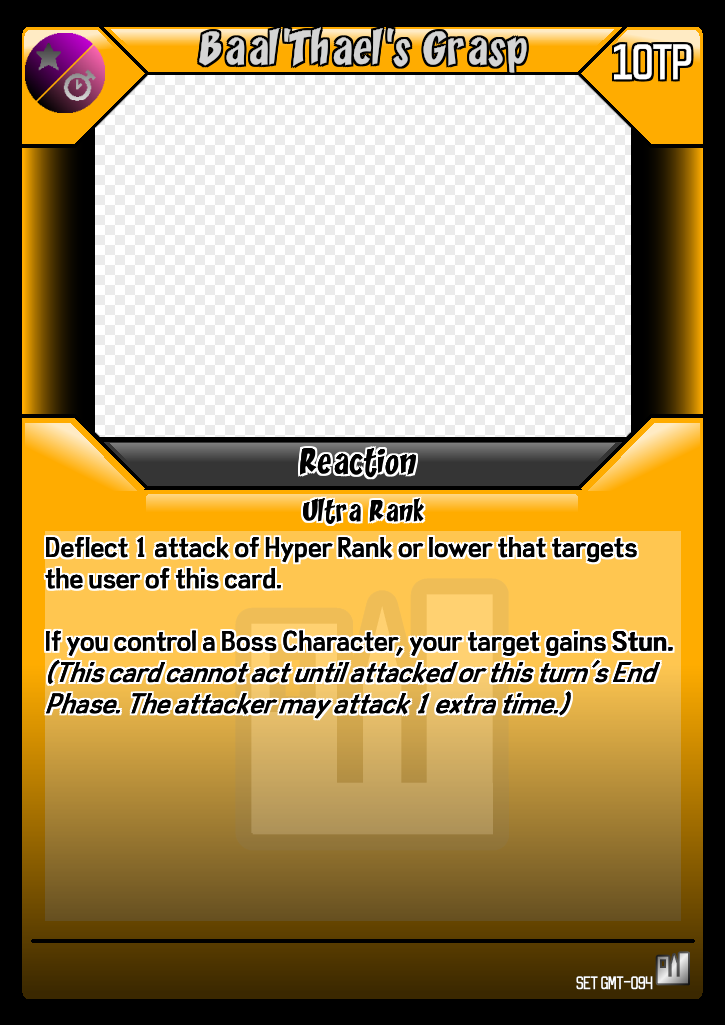 Baal'Thael's Grasp
10TP
Reaction
Ultra Rank
Deflect 1 attack of Hyper Rank or lower that targets
the user of this card.
If you control a Boss Character, your target gains Stun.
(This card cannot act until attacked or this turn's End
Phase. The attacker may attack 1 extra time.)
SET GMT-094